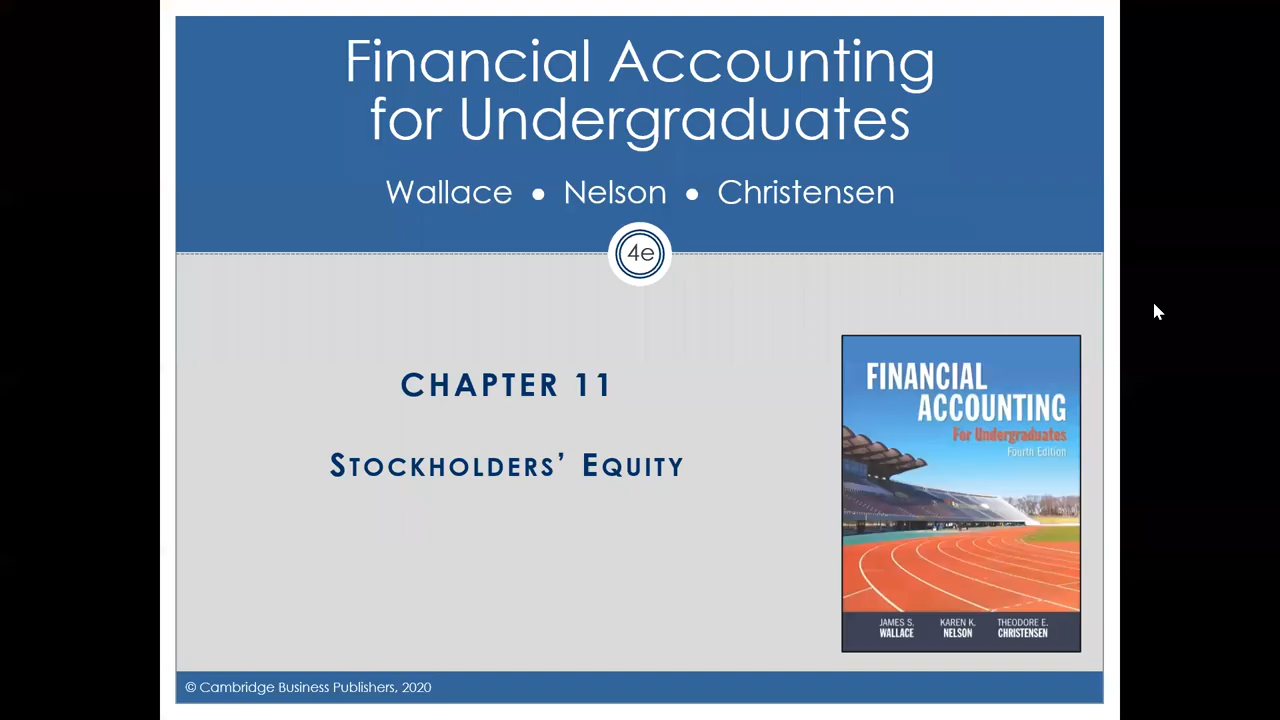 Financial Accounting
for Undergraduates
Wallace • Nelson • Christensen
4e
CHAPTER 11
STOCKHOLDERS’ EQUITY
FINANCIAL
ACCOUNTING
For Undergraduates
Fourth Edition
JAMES S. KAREN K. THEODORE E.
WALLACE NELSON CHRISTENSEN
© Cambridge Business Publishers, 2020